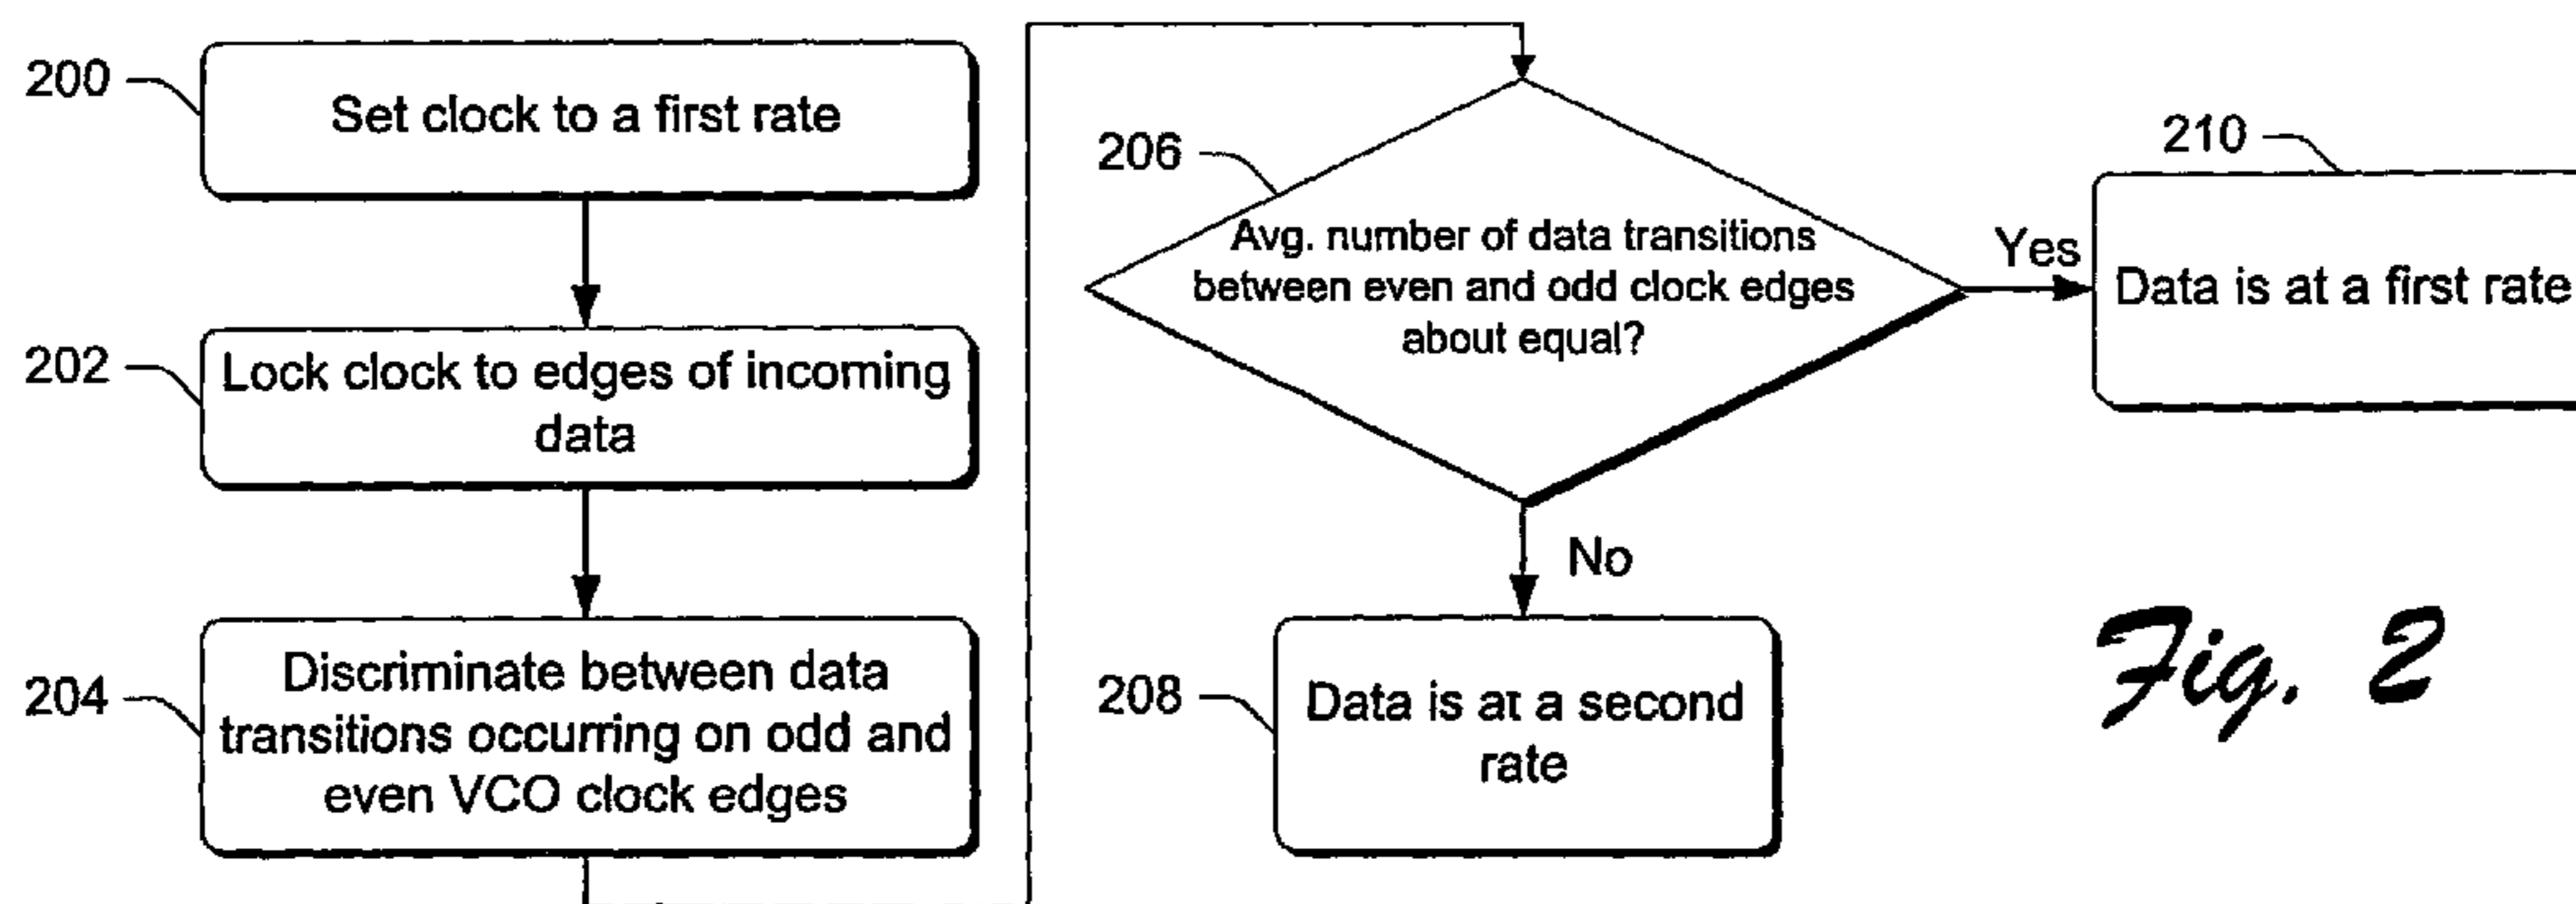 200
Set clock to a first rate
202
Lock clock to edges of incoming
data
204
Discriminate between data
transitions occurring on odd and
even VCO clock edges
206
Avg. number of data transitions
between even and odd clock edges
about equal?
Yes
No
208
Data is at a second
rate
210
Data is at a first rate
Fig. 2